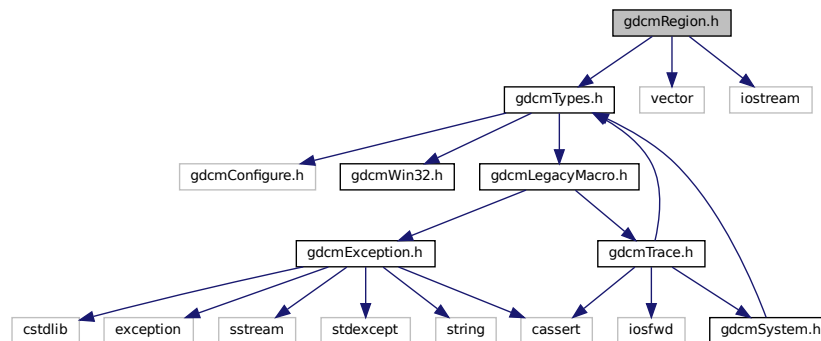 gdcmRegion.h
gdcmTypes.h
vector
iostream
gdcmConfigure.h
gdcmWin32.h
gdcmLegacyMacro.h
gdcmException.h
gdcmTrace.h
cstdlib
exception
sstream
stdexcept
string
cassert
iosfwd
gdcmSystem.h